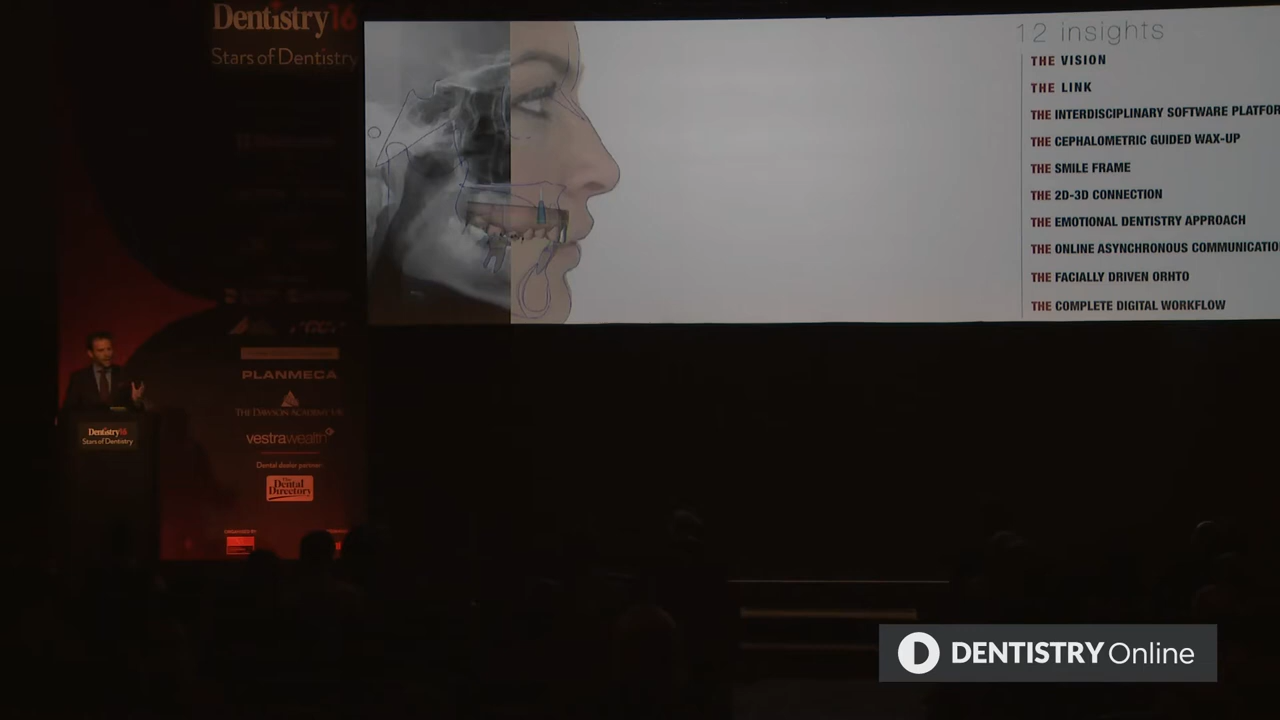 Dentistry16
Stars of Dentistry
12 insights
THE VISION
THE LINK
THE INTERDISCIPLINARY SOFTWARE PLATFOR
THE CEPHALOMETRIC GUIDED WAX-UP
THE SMILE FRAME
THE 2D-3D CONNECTION
THE EMOTIONAL DENTISTRY APPROACH
THE ONLINE ASYNCHRONOUS COMMUNICATIO
THE FACIALLY DRIVEN ORHTO
THE COMPLETE DIGITAL WORKFLOW
PLANMECA
THE DAWSON ACADEMY UK
vestrawealth
Dental dealer partner:
The
Dental
Directory
Dentistry16
Stars of Dentistry
DENTISTRY Online